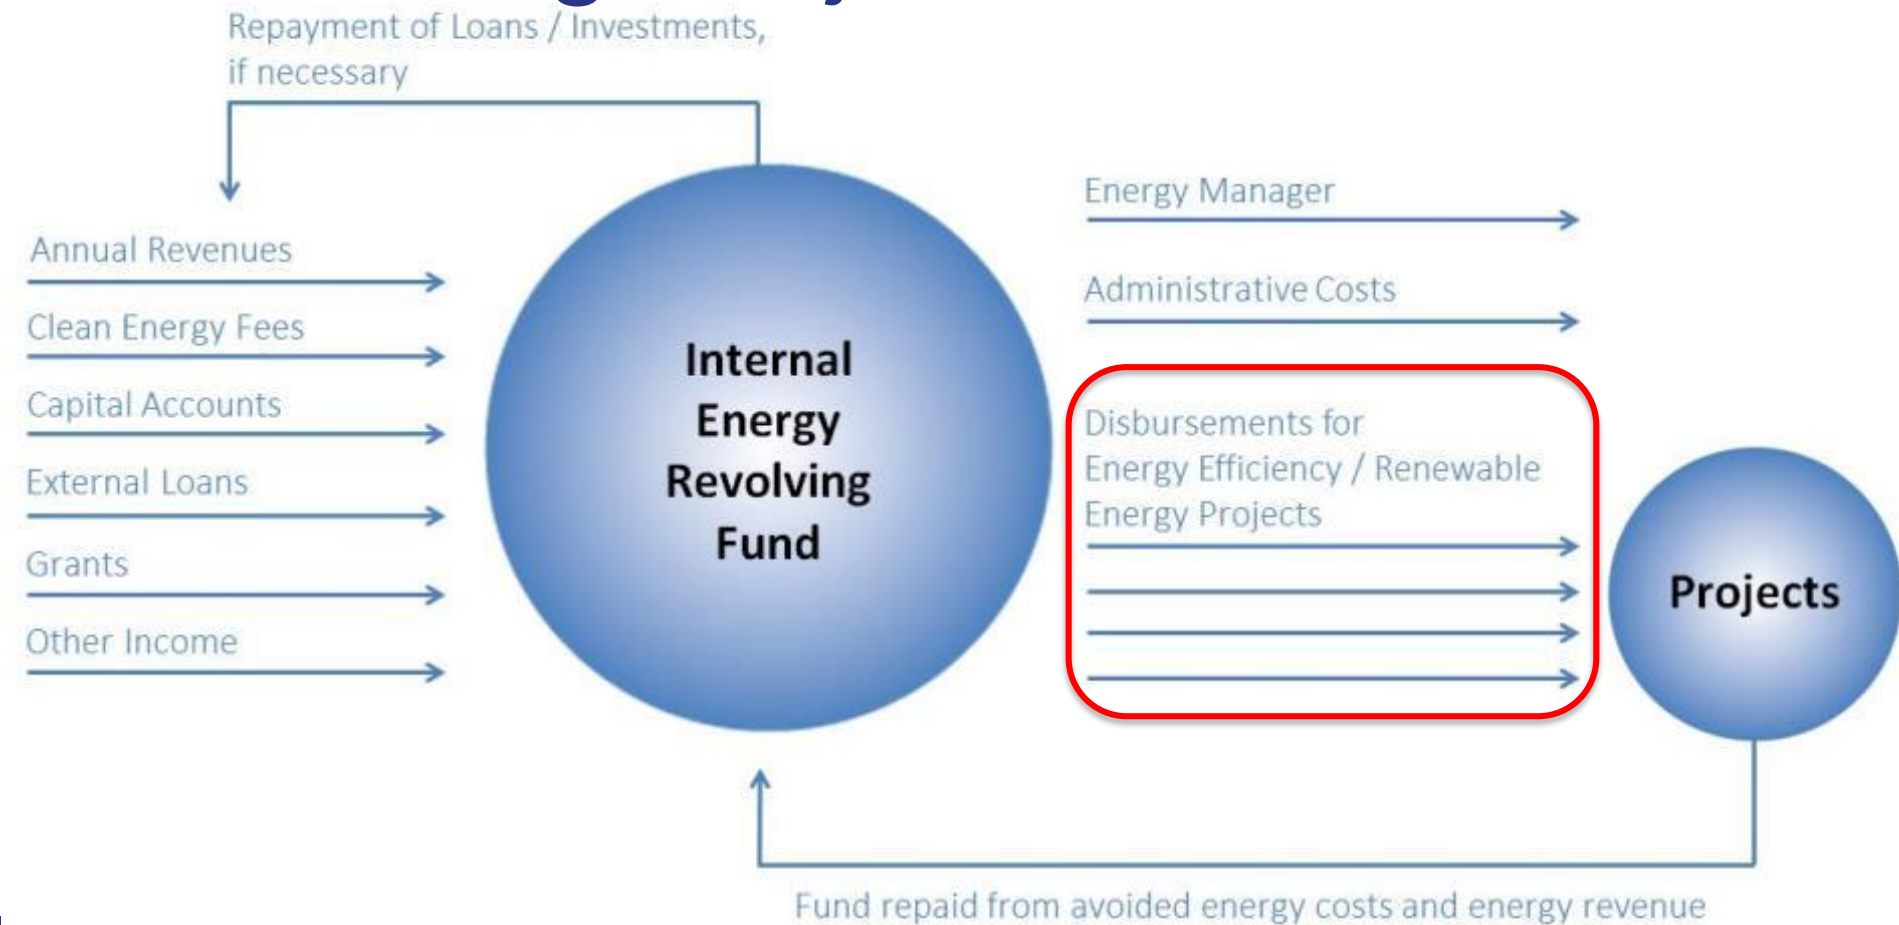 Repayment of Loans / Investments,
if necessary
Annual Revenues
Clean Energy Fees
Capital Accounts
External Loans
Grants
Other Income
Internal
Energy
Revolving
Fund
Energy Manager
Administrative Costs
Disbursements for
Energy Efficiency / Renewable
Energy Projects
Projects
Fund repaid from avoided energy costs and energy revenue